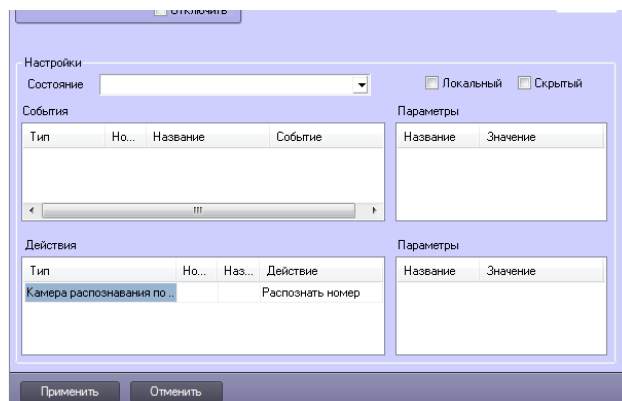 Отключить
Настройки
Состояние
Локальный Скрытый
События Параметры
Тип Но... Название Событие Название Значение
Действия Параметры
Тип Но... Наз... Действие Название Значение
Камера распознавания по .. Распознать номер
Применить Отменить